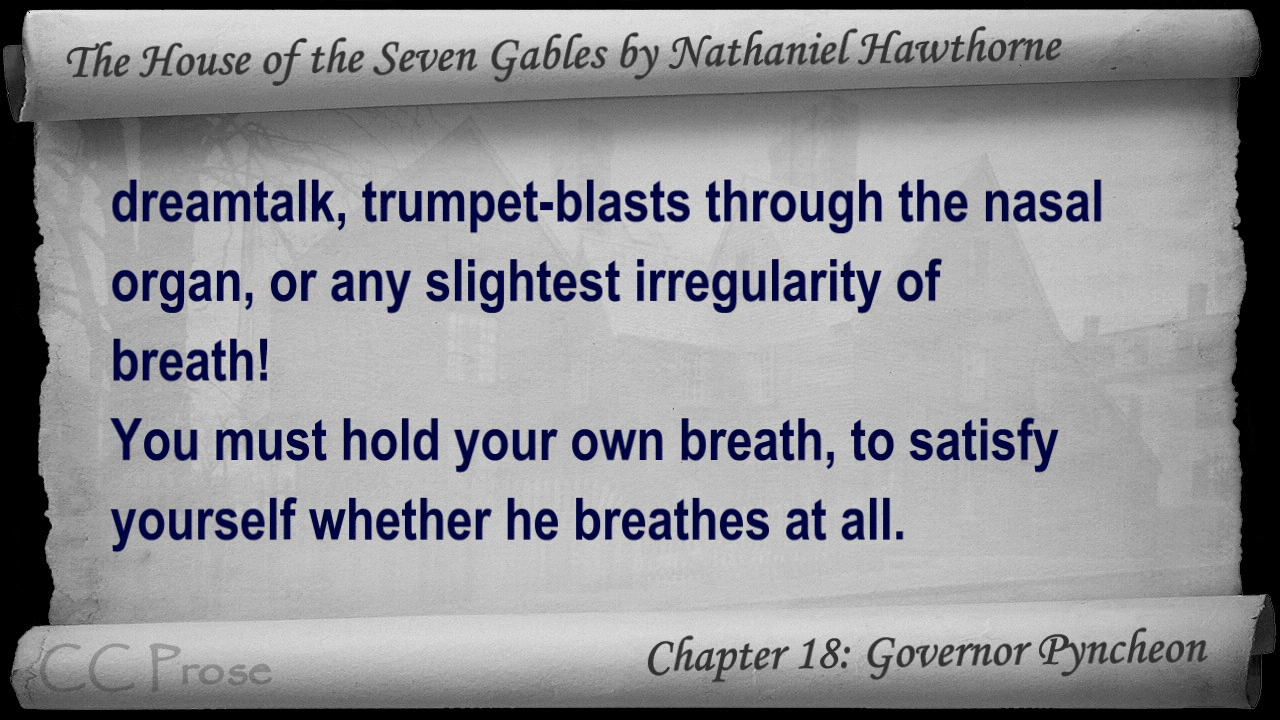 The House of the Seven Gables by Nathaniel Hawthorne
dreamtalk, trumpet-blasts through the nasal
organ, or any slightest irregularity of
breath!
You must hold your own breath, to satisfy
yourself whether he breathes at all.
CC Prose
Chapter 18: Governor Pyncheon